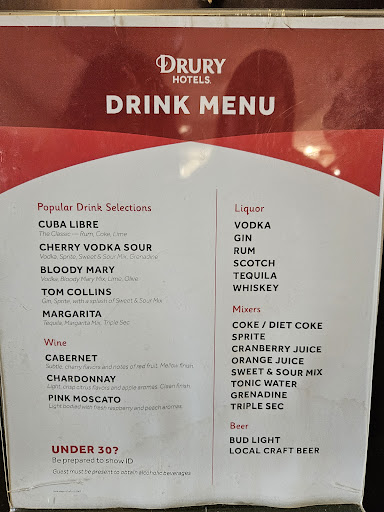 DRURY
HOTELS.
DRINK MENU
Popular Drink Selections
CUBA LIBRE
The Classic — Rum, Coke, Lime
CHERRY VODKA SOUR
Vodka, Sprite, Sweet & Sour Mix, Grenadine
BLOODY MARY
Vodka, Bloody Mary Mix, Lime, Olive
TOM COLLINS
Gin, Sprite, with a splash of Sweet & Sour Mix
MARGARITA
Tequila, Margarita Mix, Triple Sec
Wine
CABERNET
Subtle, cherry flavors and notes of red fruit. Mellow finish.
CHARDONNAY
Light, crisp citrus flavors and apple aromas. Clean finish.
PINK MOSCATO
Light bodied with fresh raspberry and peach aromas.
UNDER 30?
Be prepared to show ID
Guest must be present to obtain alcoholic beverages
Liquor
VODKA
GIN
RUM
SCOTCH
TEQUILA
WHISKEY
Mixers
COKE / DIET COKE
SPRITE
CRANBERRY JUICE
ORANGE JUICE
SWEET & SOUR MIX
TONIC WATER
GRENADINE
TRIPLE SEC
Beer
BUD LIGHT
LOCAL CRAFT BEER